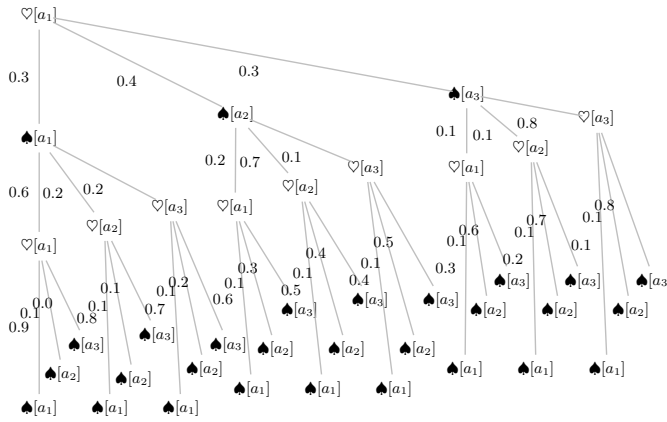 ♡[a₁]
0.3
0.4
0.3
♠[a₁]
♠[a₂]
♠[a₃]
0.6
0.2
0.2
0.2
0.7
0.1
0.1
0.1
0.8
♡[a₁]
♡[a₂]
♡[a₃]
♡[a₁]
♡[a₂]
♡[a₃]
♡[a₁]
♡[a₂]
♡[a₃]
0.9
0.1
0.0
0.1
0.1
0.8
0.1
0.2
0.7
0.1
0.3
0.6
0.1
0.4
0.5
0.1
0.5
0.4
0.1
0.6
0.3
0.1
0.7
0.2
0.1
0.8
0.1
♠[a₃]
♠[a₃]
♠[a₃]
♠[a₃]
♠[a₃]
♠[a₃]
♠[a₃]
♠[a₃]
♠[a₃
♠[a₂]
♠[a₂]
♠[a₂]
♠[a₂]
♠[a₂]
♠[a₂]
♠[a₂]
♠[a₂]
♠[a₂]
♠[a₁]
♠[a₁]
♠[a₁]
♠[a₁]
♠[a₁]
♠[a₁]
♠[a₁]
♠[a₁]
♠[a₁]